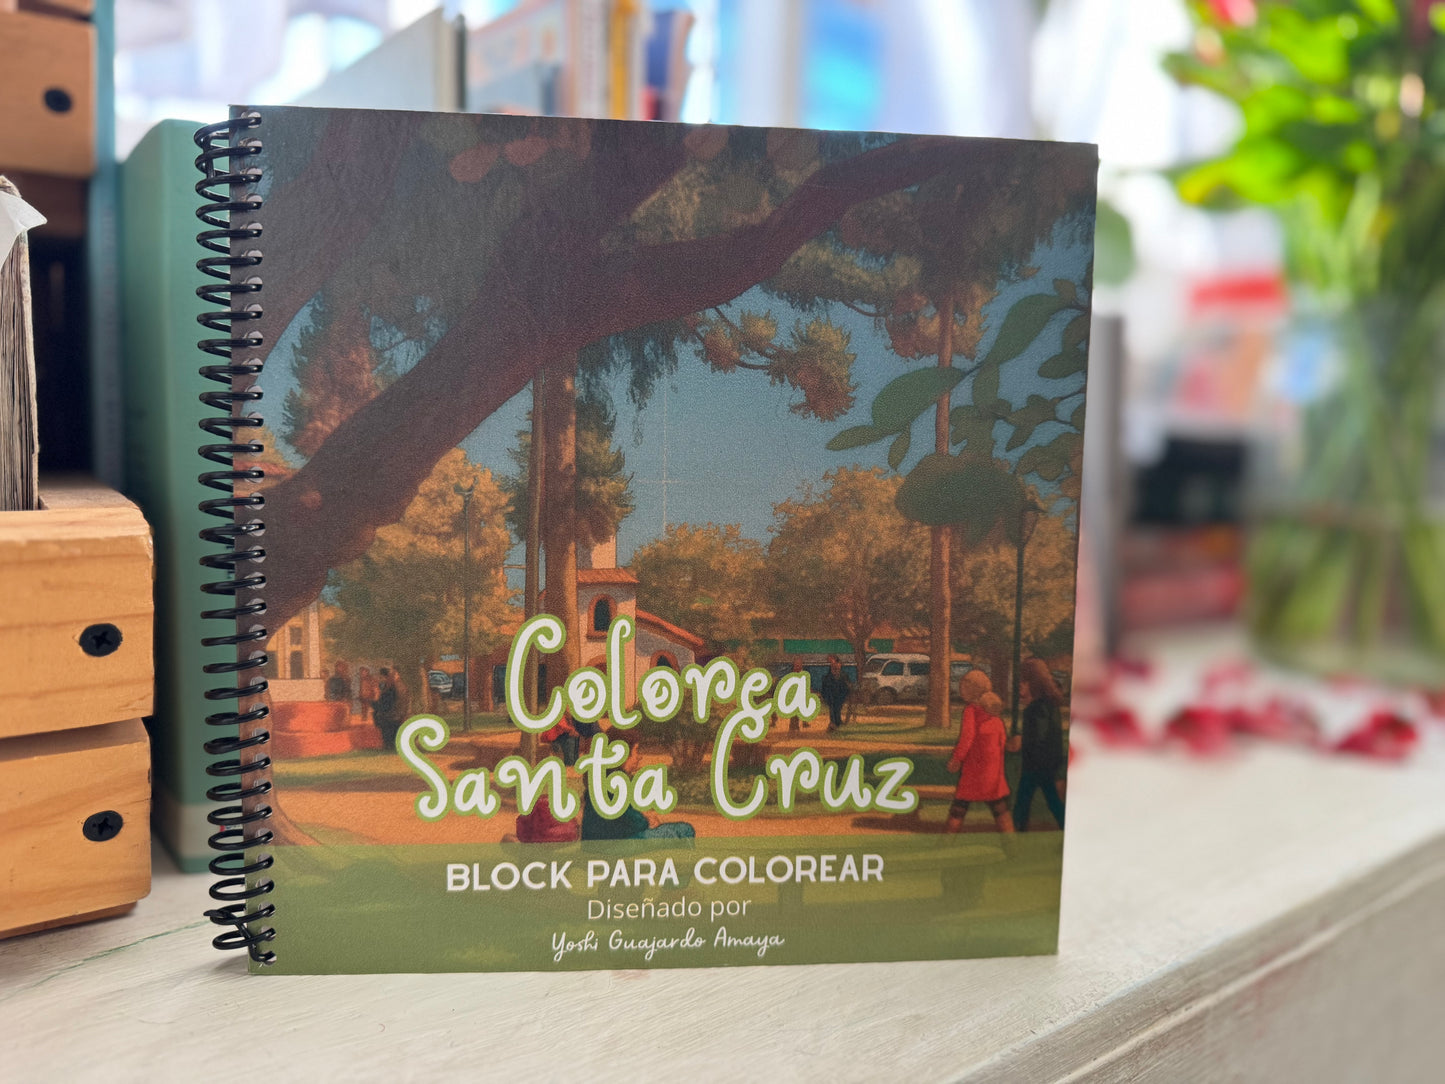 Colorea
Santa Cruz
BLOCK PARA COLOREAR
Diseñado por
Yoshi Guajardo Amaya